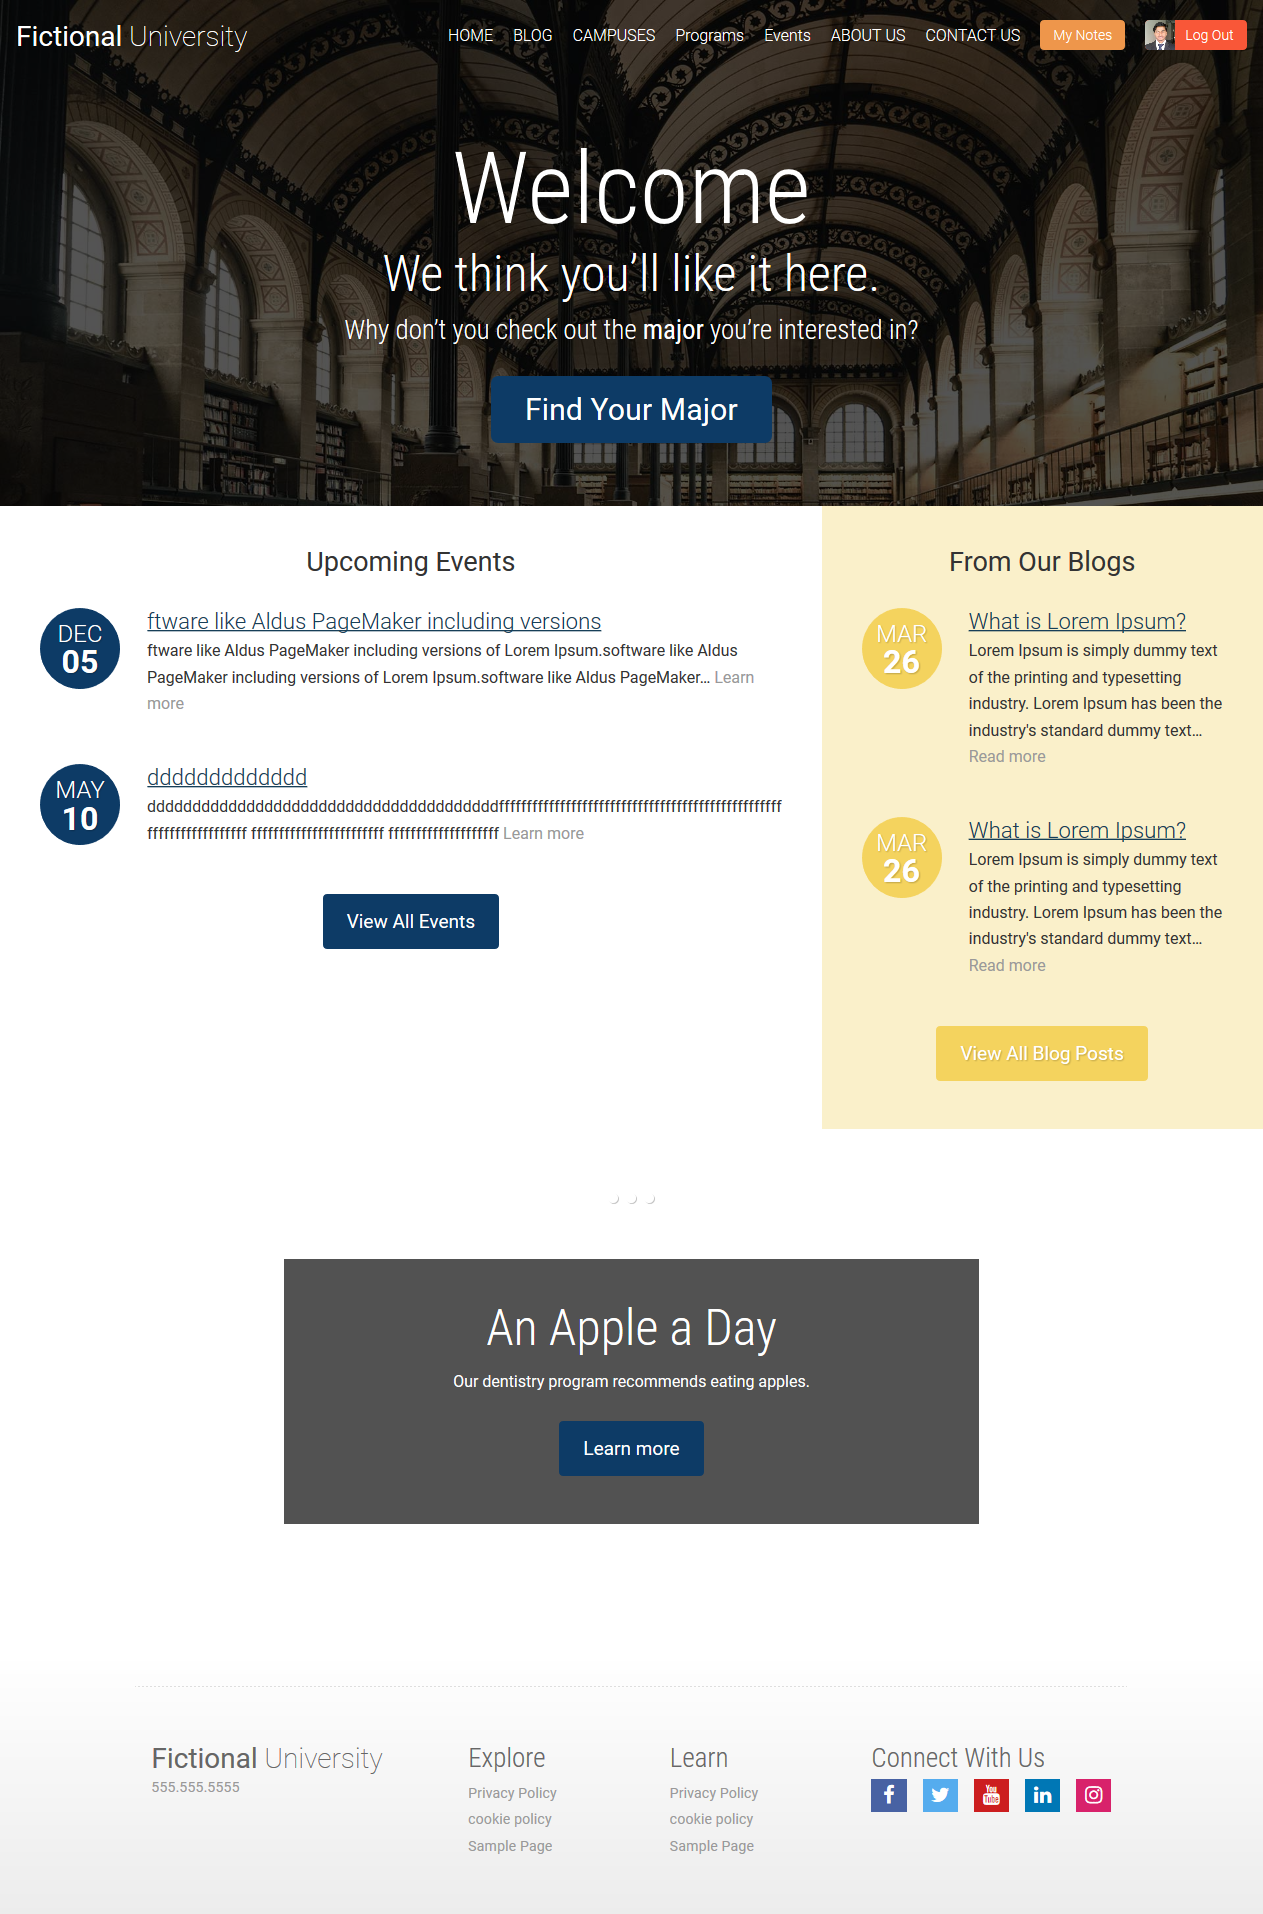 Fictional University
HOME BLOG CAMPUSES Programs Events ABOUT US CONTACT US My Notes Log Out
Welcome
We think you’ll like it here.
Why don’t you check out the major you’re interested in?
Find Your Major
Upcoming Events
DEC
05
ftware like Aldus PageMaker including versions
ftware like Aldus PageMaker including versions of Lorem Ipsum.software like Aldus
PageMaker including versions of Lorem Ipsum.software like Aldus PageMaker… Learn
more
MAY
10
ddddddddddddd
dddddddddddddddddddddddddddddddddddddddfffffffffffffffffffffffffffffffffffffffffffffffffff
ffffffffffffffffff ffffffffffffffffffffffff ffffffffffffffffffff Learn more
View All Events
From Our Blogs
MAR
26
What is Lorem Ipsum?
Lorem Ipsum is simply dummy text
of the printing and typesetting
industry. Lorem Ipsum has been the
industry's standard dummy text…
Read more
MAR
26
What is Lorem Ipsum?
Lorem Ipsum is simply dummy text
of the printing and typesetting
industry. Lorem Ipsum has been the
industry's standard dummy text…
Read more
View All Blog Posts
An Apple a Day
Our dentistry program recommends eating apples.
Learn more
Fictional University
555.555.5555
Explore
Privacy Policy
cookie policy
Sample Page
Learn
Privacy Policy
cookie policy
Sample Page
Connect With Us
You
Tube